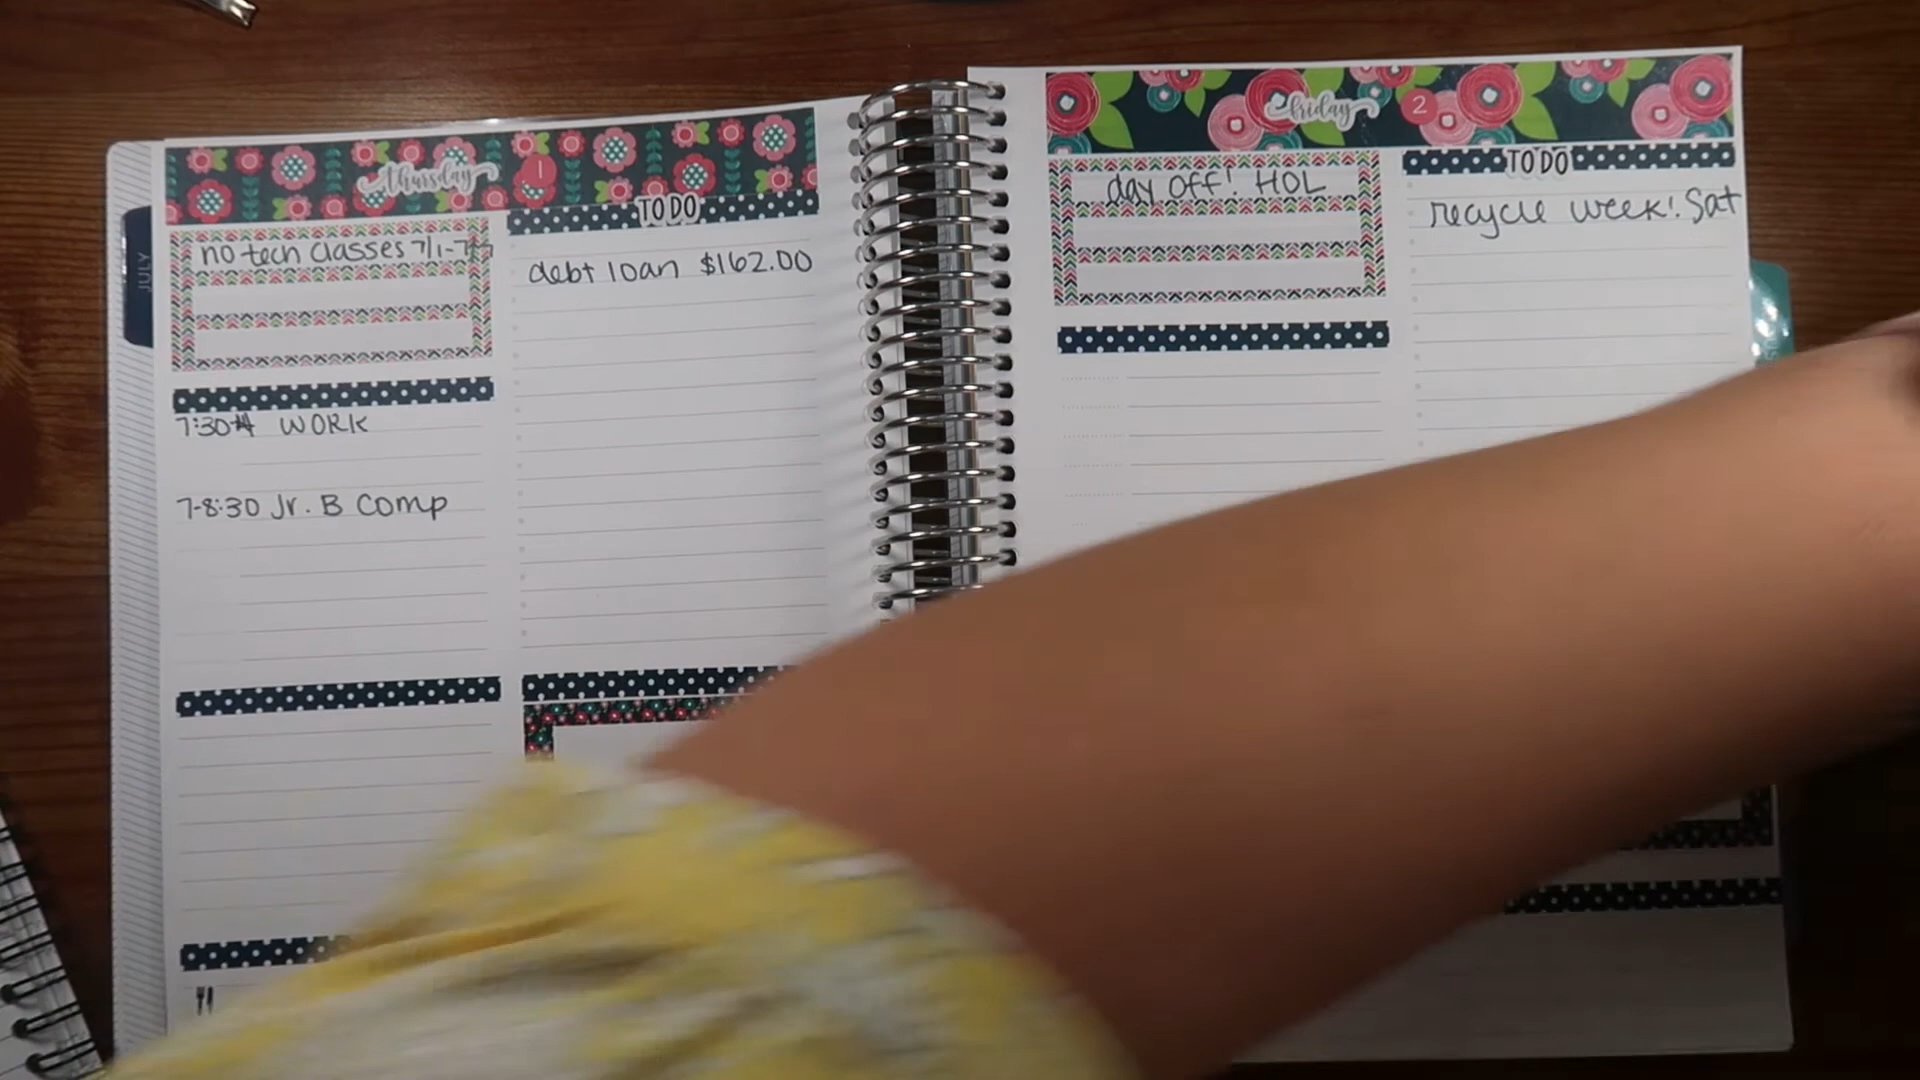 JULY
thursday 1
no tech classes 7/1-7/
TO DO
debt loan $162.00
7:30 WORK
7-8:30 Jr. B Comp
friday 2
day off! HOL
TO DO
recycle week! Sat